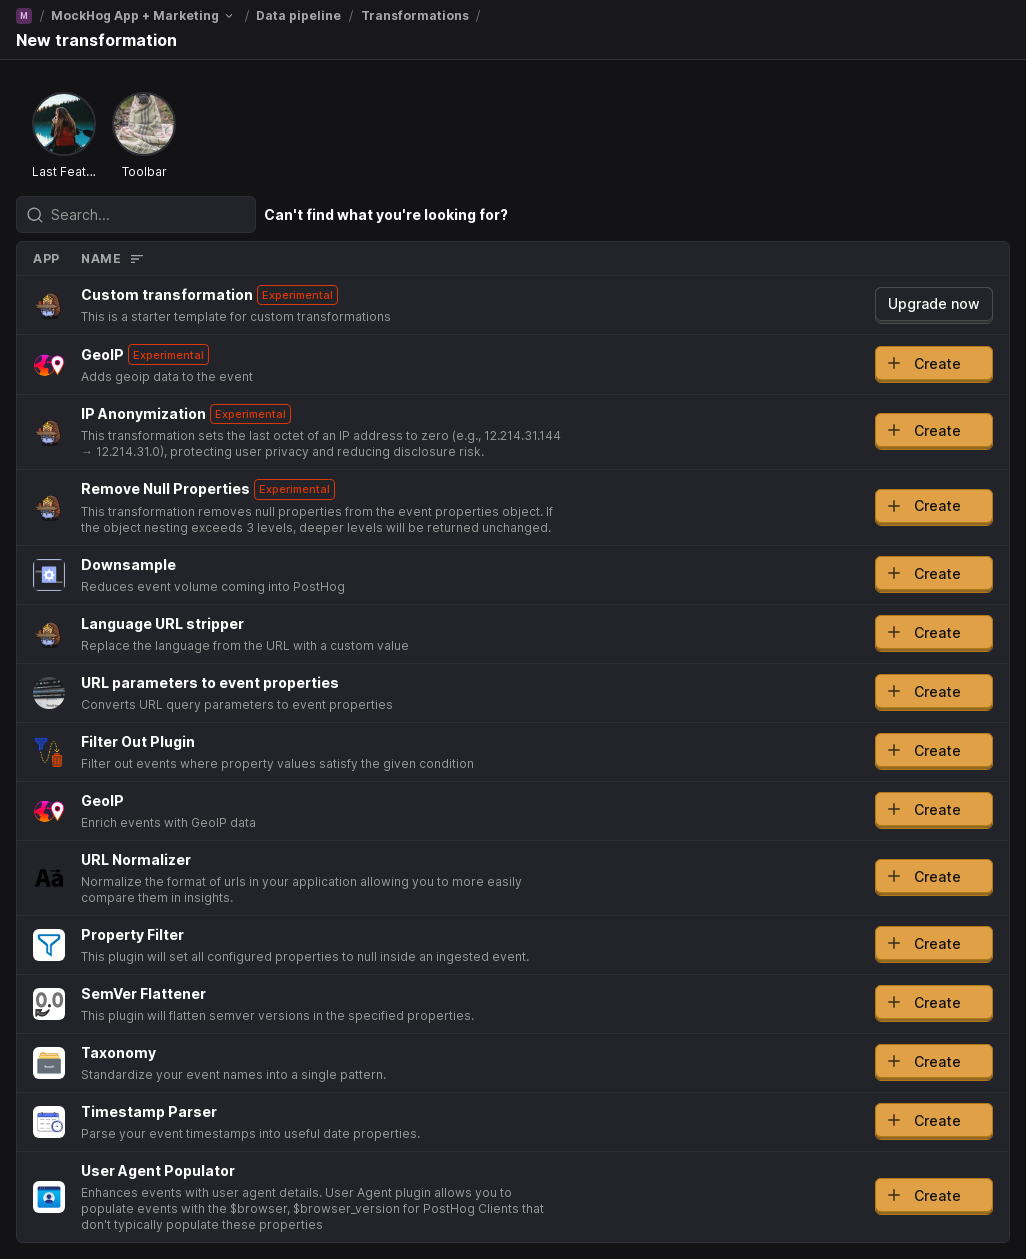 M / MockHog App + Marketing / Data pipeline / Transformations /
New transformation
Last Feat...
Toolbar
Search...
Can't find what you're looking for?
APP NAME
Custom transformation Experimental
This is a starter template for custom transformations
Upgrade now
GeoIP Experimental
Adds geoip data to the event
Create
IP Anonymization Experimental
This transformation sets the last octet of an IP address to zero (e.g., 12.214.31.144
→ 12.214.31.0), protecting user privacy and reducing disclosure risk.
Create
Remove Null Properties Experimental
This transformation removes null properties from the event properties object. If
the object nesting exceeds 3 levels, deeper levels will be returned unchanged.
Create
Downsample
Reduces event volume coming into PostHog
Create
Language URL stripper
Replace the language from the URL with a custom value
Create
URL parameters to event properties
Converts URL query parameters to event properties
Create
Filter Out Plugin
Filter out events where property values satisfy the given condition
Create
GeoIP
Enrich events with GeoIP data
Create
Aa
URL Normalizer
Normalize the format of urls in your application allowing you to more easily
compare them in insights.
Create
Property Filter
This plugin will set all configured properties to null inside an ingested event.
Create
0.0
SemVer Flattener
This plugin will flatten semver versions in the specified properties.
Create
Taxonomy
Standardize your event names into a single pattern.
Create
Timestamp Parser
Parse your event timestamps into useful date properties.
Create
User Agent Populator
Enhances events with user agent details. User Agent plugin allows you to
populate events with the $browser, $browser_version for PostHog Clients that
don't typically populate these properties
Create